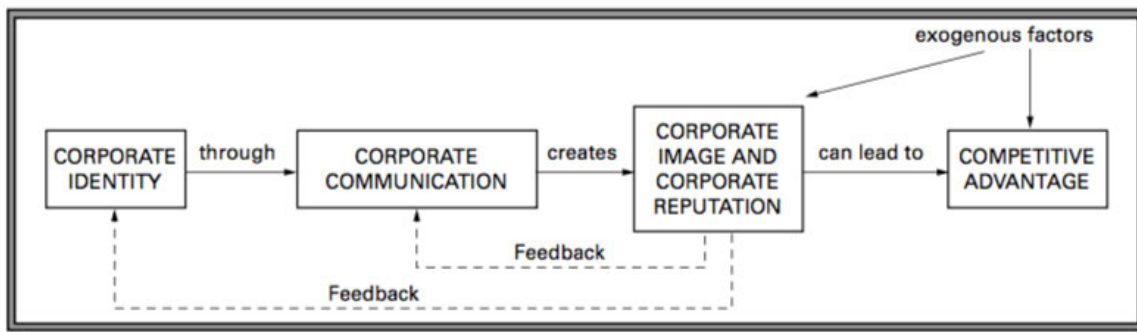 exogenous factors
CORPORATE
IDENTITY
through
CORPORATE
COMMUNICATION
creates
CORPORATE
IMAGE AND
CORPORATE
REPUTATION
can lead to
COMPETITIVE
ADVANTAGE
Feedback
Feedback